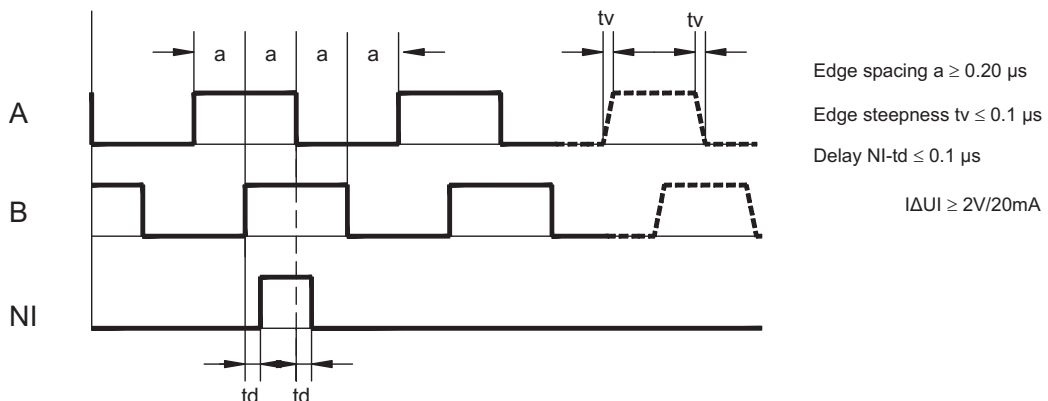 tv tv
a a a a
Edge spacing a ≥ 0.20 µs
A
Edge steepness tv ≤ 0.1 µs
Delay NI-td ≤ 0.1 µs
B
IΔUI ≥ 2V/20mA
NI
td td